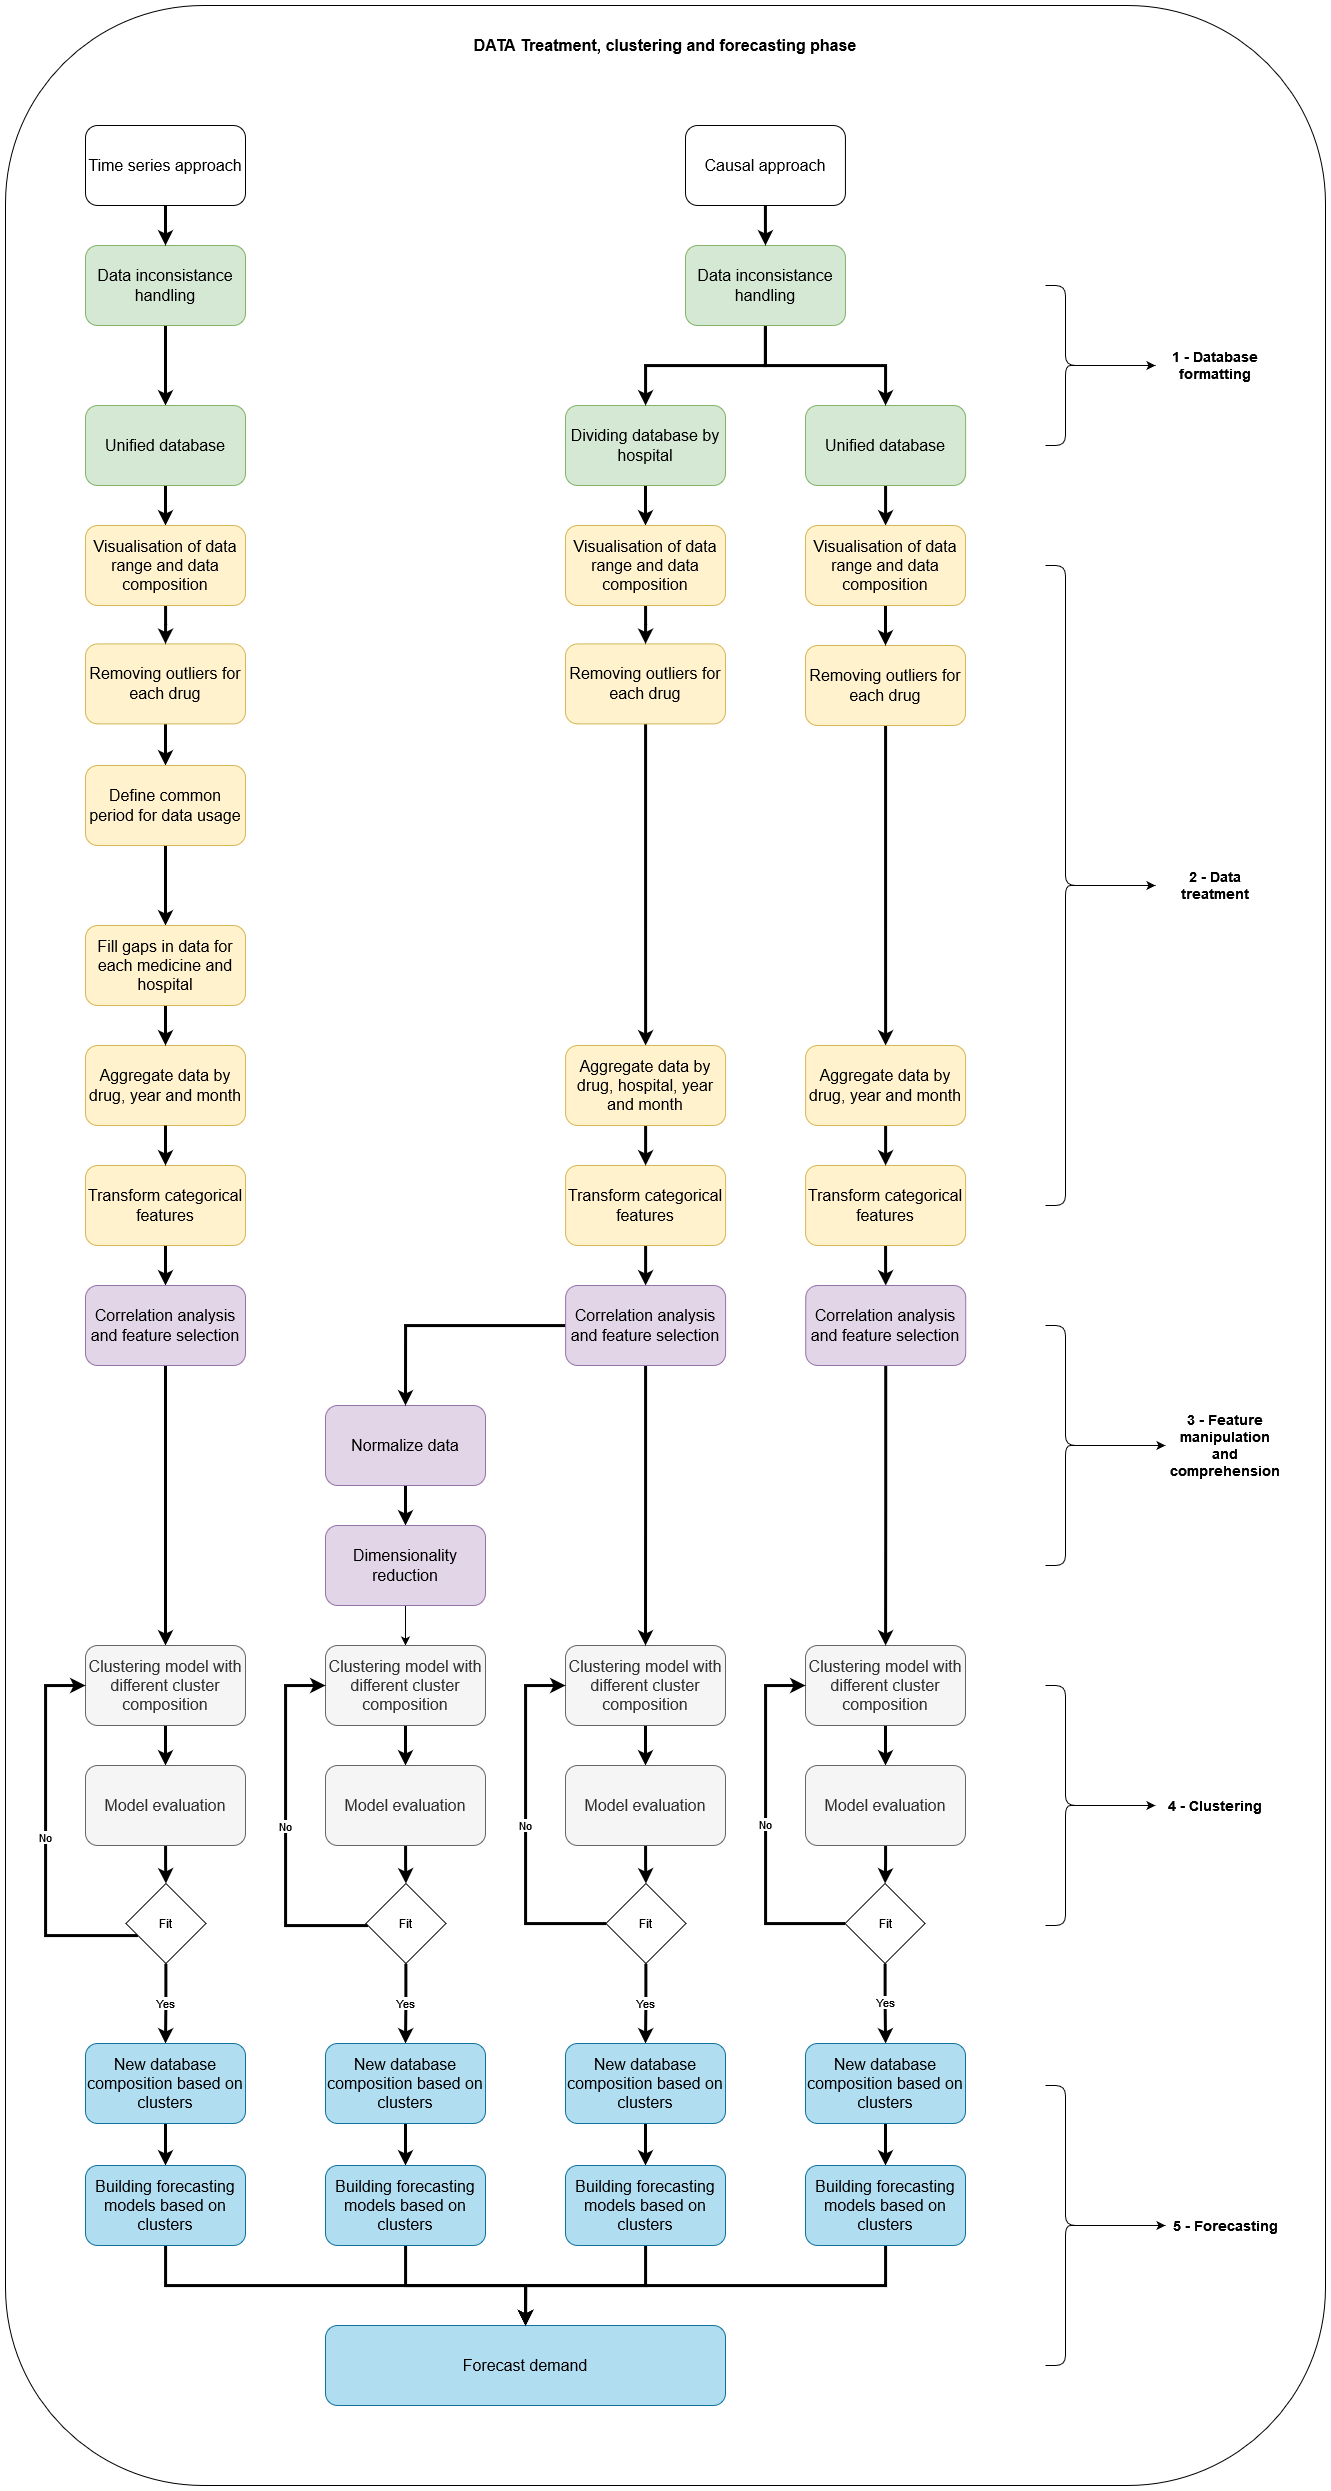 DATA Treatment, clustering and forecasting phase
Time series approach
Causal approach
Data inconsistance
handling
Data inconsistance
handling
1 - Database
formatting
Unified database
Dividing database by
hospital
Unified database
Visualisation of data
range and data
composition
Visualisation of data
range and data
composition
Visualisation of data
range and data
composition
Removing outliers for
each drug
Removing outliers for
each drug
Removing outliers for
each drug
Define common
period for data usage
2 - Data
treatment
Fill gaps in data for
each medicine and
hospital
Aggregate data by
drug, year and month
Aggregate data by
drug, hospital, year
and month
Aggregate data by
drug, year and month
Transform categorical
features
Transform categorical
features
Transform categorical
features
Correlation analysis
and feature selection
Correlation analysis
and feature selection
Correlation analysis
and feature selection
Normalize data
3 - Feature
manipulation
and
comprehension
Dimensionality
reduction
Clustering model with
different cluster
composition
Clustering model with
different cluster
composition
Clustering model with
different cluster
composition
Clustering model with
different cluster
composition
Model evaluation
Model evaluation
Model evaluation
Model evaluation
4 - Clustering
No
No
No
No
Fit
Fit
Fit
Fit
Yes
Yes
Yes
Yes
New database
composition based on
clusters
New database
composition based on
clusters
New database
composition based on
clusters
New database
composition based on
clusters
Building forecasting
models based on
clusters
Building forecasting
models based on
clusters
Building forecasting
models based on
clusters
Building forecasting
models based on
clusters
5 - Forecasting
Forecast demand